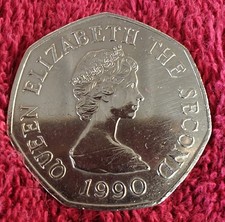 QUEEN ELIZABETH THE SECOND
1990